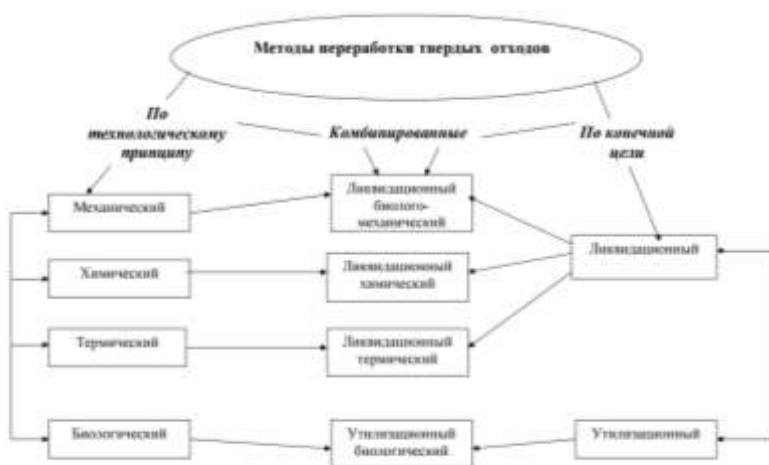 Методы переработки твердых отходов
По
технологическому
принципу
Комбинированные
По конечной
цели
Механический
Ликвидационный
биолого-
механический
Ликвидационный
Химический
Ликвидационный
химический
Термический
Ликвидационный
термический
Биологический
Утилизационный
биологический
Утилизационный